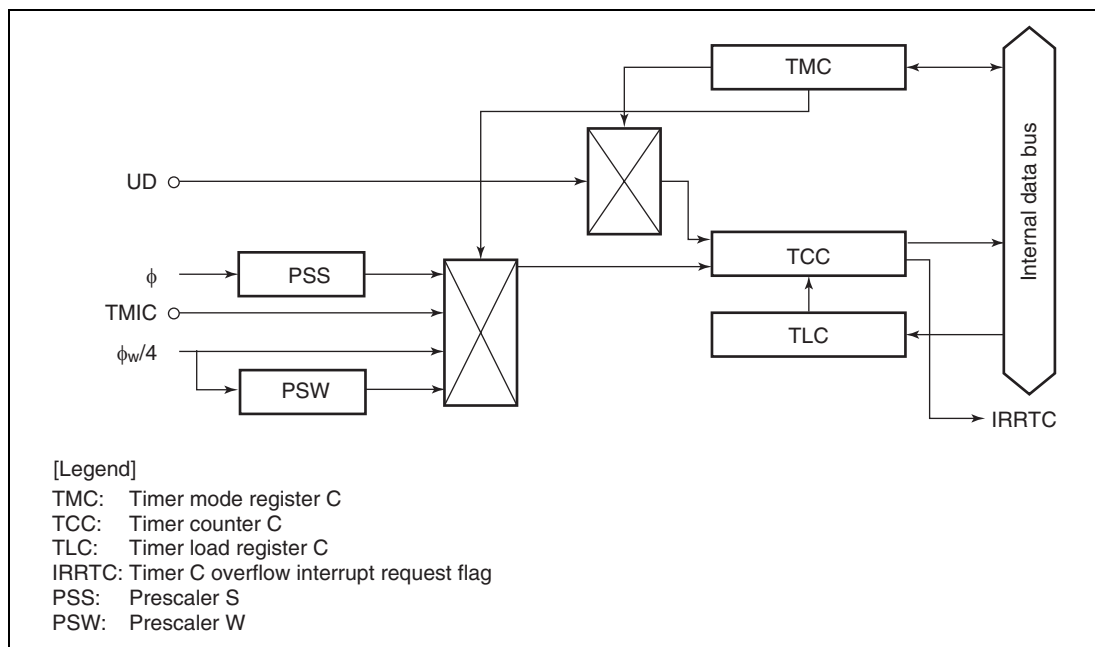 TMC
UD
Internal data bus
TCC
ϕ
PSS
TMIC
TLC
ϕw/4
PSW
IRRTC
[Legend]
TMC: Timer mode register C
TCC: Timer counter C
TLC: Timer load register C
IRRTC: Timer C overflow interrupt request flag
PSS: Prescaler S
PSW: Prescaler W